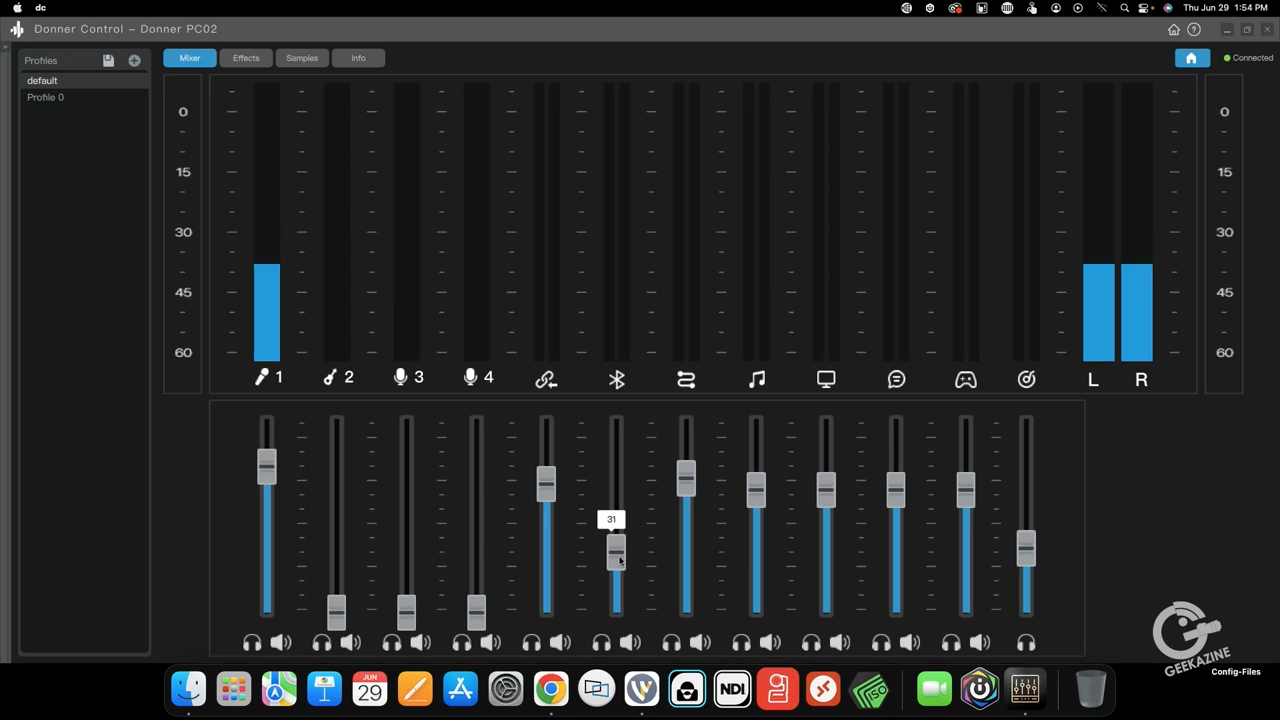 dc
Thu Jun 29 1:54 PM
Donner Control – Donner PC02
Profiles
Mixer
Effects
Samples
Info
Connected
default
Profile 0
0
0
15
15
30
30
45
45
60
60
1
2
3
4
L
R
31
GEEKAZINE
Config-Files
JUN
29
NDI
ISO